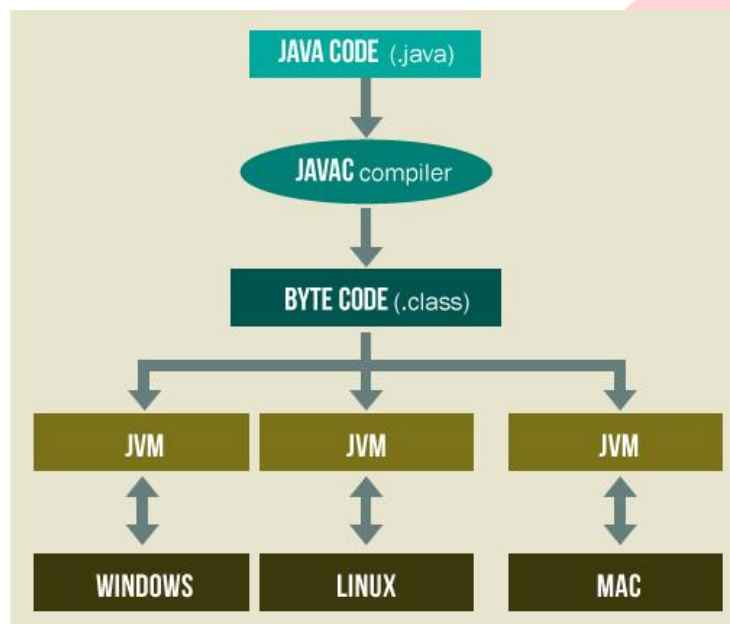 JAVA CODE (.java)
JAVAC compiler
BYTE CODE (.class)
JVM
JVM
JVM
WINDOWS
LINUX
MAC